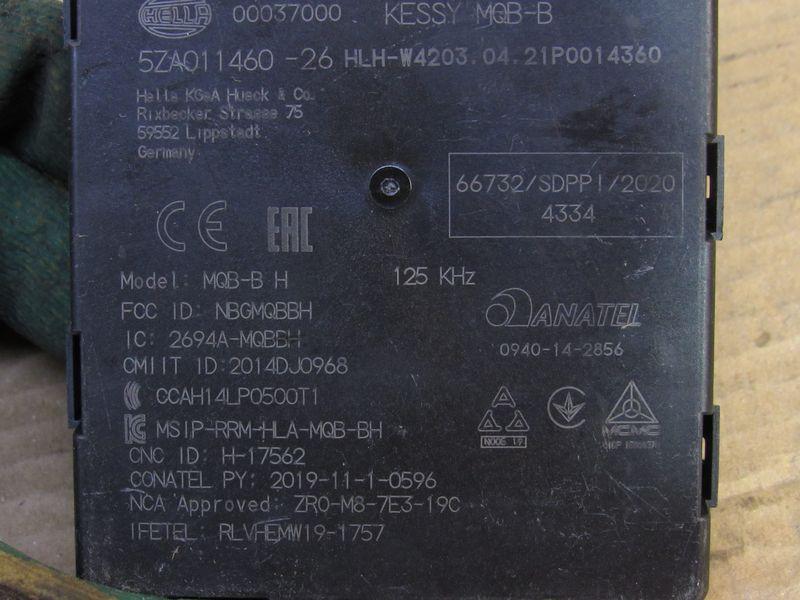 HELLA 00037000 KESSY MQB-B
5ZA011460 -26 HLH-W4203.04.21P0014360
Hella KGaA Hueck & Co.
Rixbecker Strasse 75
59552 Lippstadt
Germany
66732/SDPPI/2020
4334
CE EAC
Model: MQB-B H 125 KHz
FCC ID: NBGMQBBH
IC: 2694A-MQBBH
ANATEL
0940-14-2856
CMIIT ID:2014DJ0968
CCAH14LP0500T1
MSIP-RRM-HLA-MQB-BH
MCMC
CNC ID: H-17562
CONATEL PY: 2019-11-1-0596
NCA Approved: ZRO-M8-7E3-19C
IFETEL: RLVHEMW19-1757